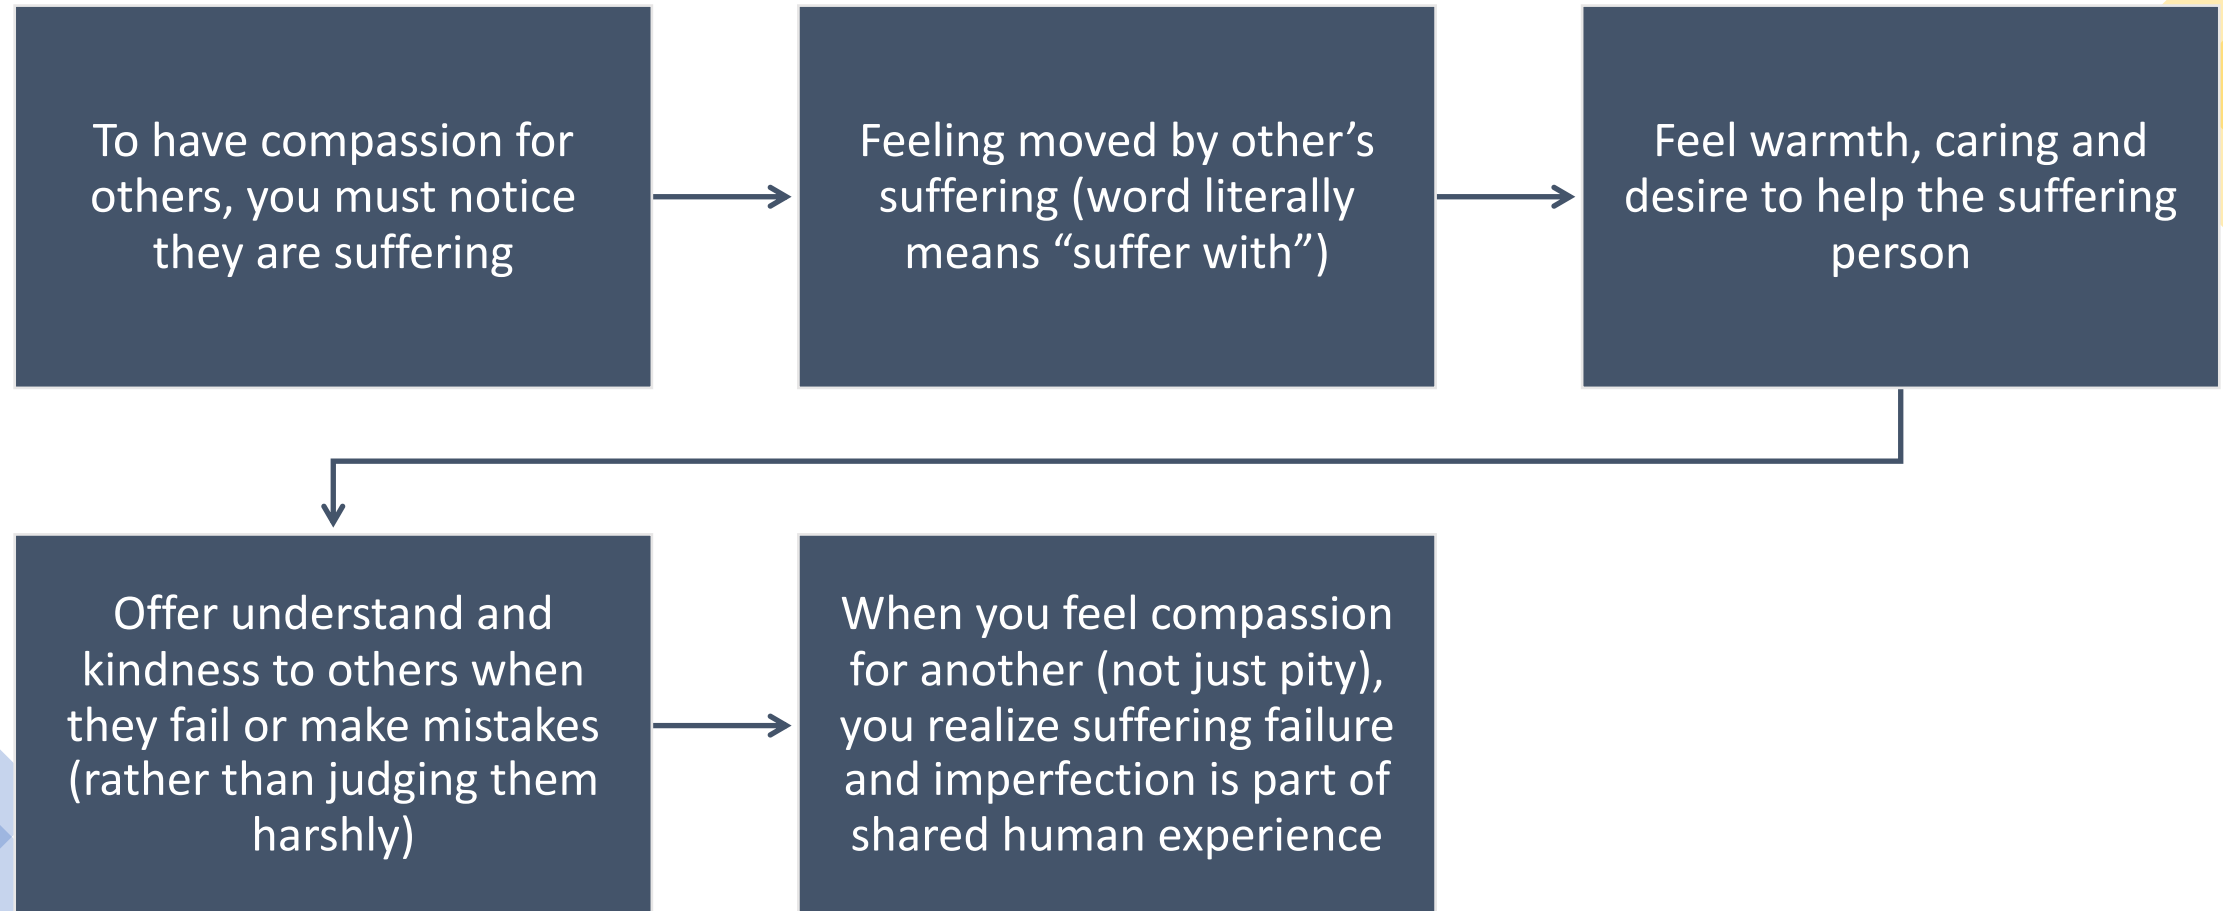 To have compassion for
others, you must notice
they are suffering
Feeling moved by other’s
suffering (word literally
means “suffer with”)
Feel warmth, caring and
desire to help the suffering
person
Offer understand and
kindness to others when
they fail or make mistakes
(rather than judging them
harshly)
When you feel compassion
for another (not just pity),
you realize suffering failure
and imperfection is part of
shared human experience